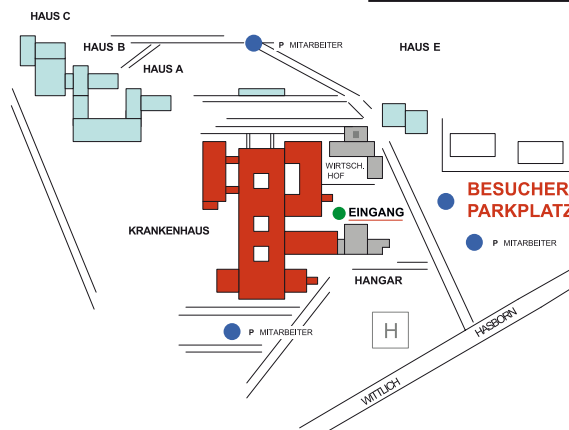 HAUS C
HAUS B
HAUS A
P MITARBEITER
HAUS E
WIRTSCH.
HOF
EINGANG
BESUCHER
PARKPLATZ
P MITARBEITER
KRANKENHAUS
HANGAR
P MITARBEITER
H
HASBORN
WITTLICH